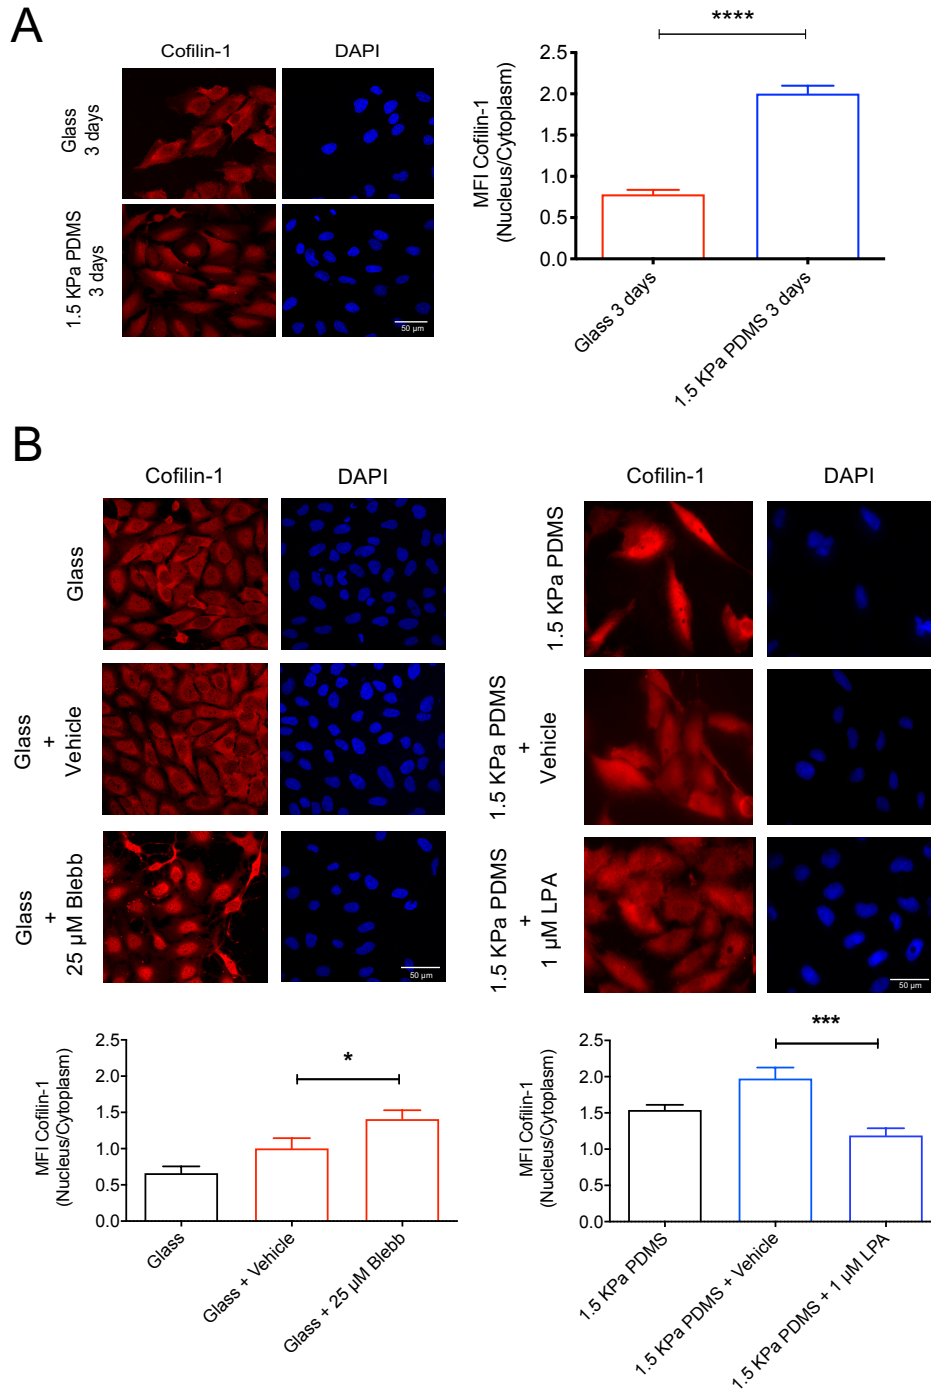 A
Cofilin-1 DAPI
Glass
3 days
1.5 KPa PDMS
3 days
50 µm
****
MFI Cofilin-1
(Nucleus/Cytoplasm)
2.5
2.0
1.5
1.0
0.5
0.0
Glass 3 days
1.5 KPa PDMS 3 days
B
Cofilin-1 DAPI
Glass
Glass
+
Vehicle
Glass
+
25 µM Blebb
50 µm
Cofilin-1 DAPI
1.5 KPa PDMS
1.5 KPa PDMS
+
Vehicle
1.5 KPa PDMS
+
1 µM LPA
50 µm
*
MFI Cofilin-1
(Nucleus/Cytoplasm)
2.5
2.0
1.5
1.0
0.5
0.0
Glass
Glass + Vehicle
Glass + 25 µM Blebb
***
MFI Cofilin-1
(Nucleus/Cytoplasm)
2.5
2.0
1.5
1.0
0.5
0.0
1.5 KPa PDMS
1.5 KPa PDMS + Vehicle
1.5 KPa PDMS + 1 µM LPA